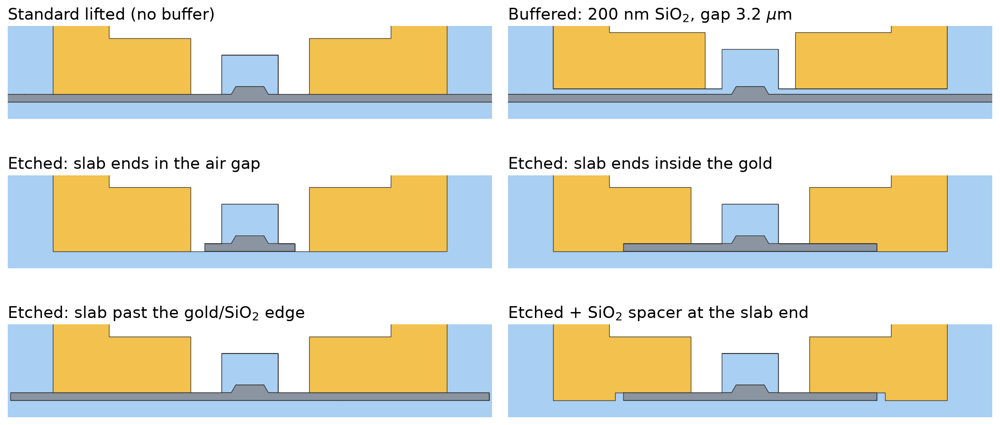 Standard lifted (no buffer)
Buffered: 200 nm SiO₂, gap 3.2 μm
Etched: slab ends in the air gap
Etched: slab ends inside the gold
Etched: slab past the gold/SiO₂ edge
Etched + SiO₂ spacer at the slab end